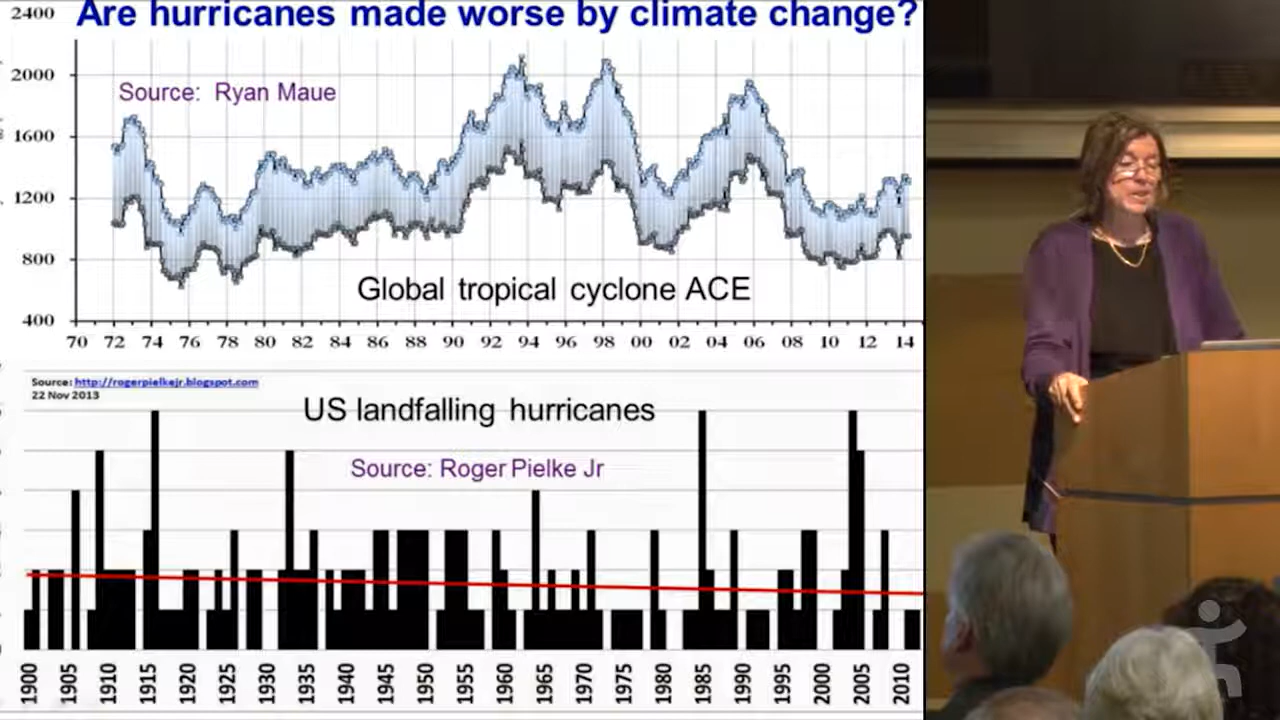 Are hurricanes made worse by climate change?
2400
2000
Source: Ryan Maue
1600
1200
800
Global tropical cyclone ACE
400
70 72 74 76 78 80 82 84 86 88 90 92 94 96 98 00 02 04 06 08 10 12 14
Source: http://rogerpielkejr.blogspot.com
22 Nov 2013
US landfalling hurricanes
Source: Roger Pielke Jr
1900 1905 1910 1915 1920 1925 1930 1935 1940 1945 1950 1955 1960 1965 1970 1975 1980 1985 1990 1995 2000 2005 2010